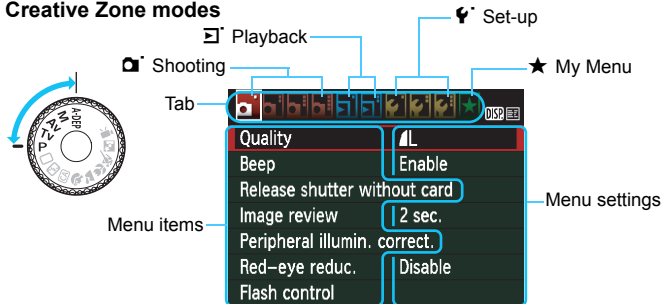 Creative Zone modes
Set-up
Playback
Shooting
My Menu
Tab
DISP.
A-DEP
M
Av
Tv
P
Quality L
Beep Enable
Release shutter without card
Image review 2 sec.
Peripheral illumin. correct.
Red-eye reduc. Disable
Flash control
Menu items
Menu settings